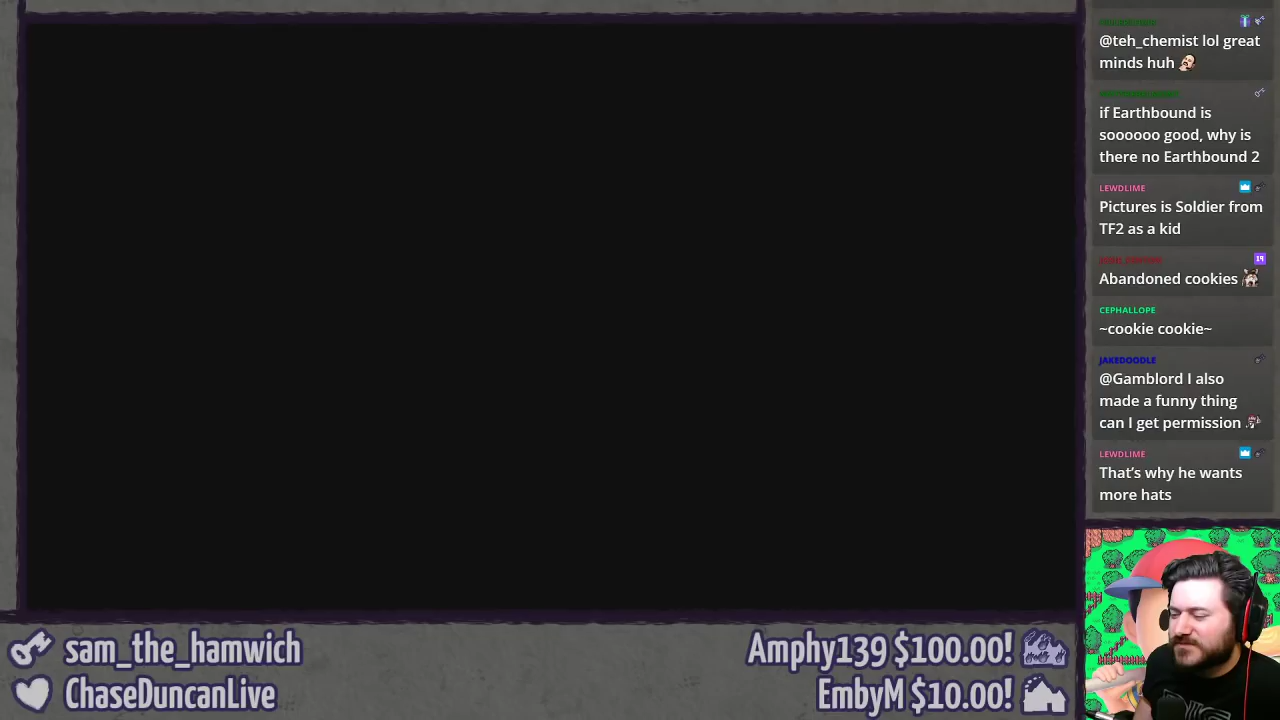 @teh_chemist lol great
minds huh
if Earthbound is
soooooo good, why is
there no Earthbound 2
LEWDLIME
Pictures is Soldier from
TF2 as a kid
19
Abandoned cookies
CEPHALLOPE
~cookie cookie~
JAKEDOODLE
@Gamblord I also
made a funny thing
can I get permission
LEWDLIME
That's why he wants
more hats
sam_the_hamwich
ChaseDuncanLive
Amphy139 $100.00!
EmbyM $10.00!